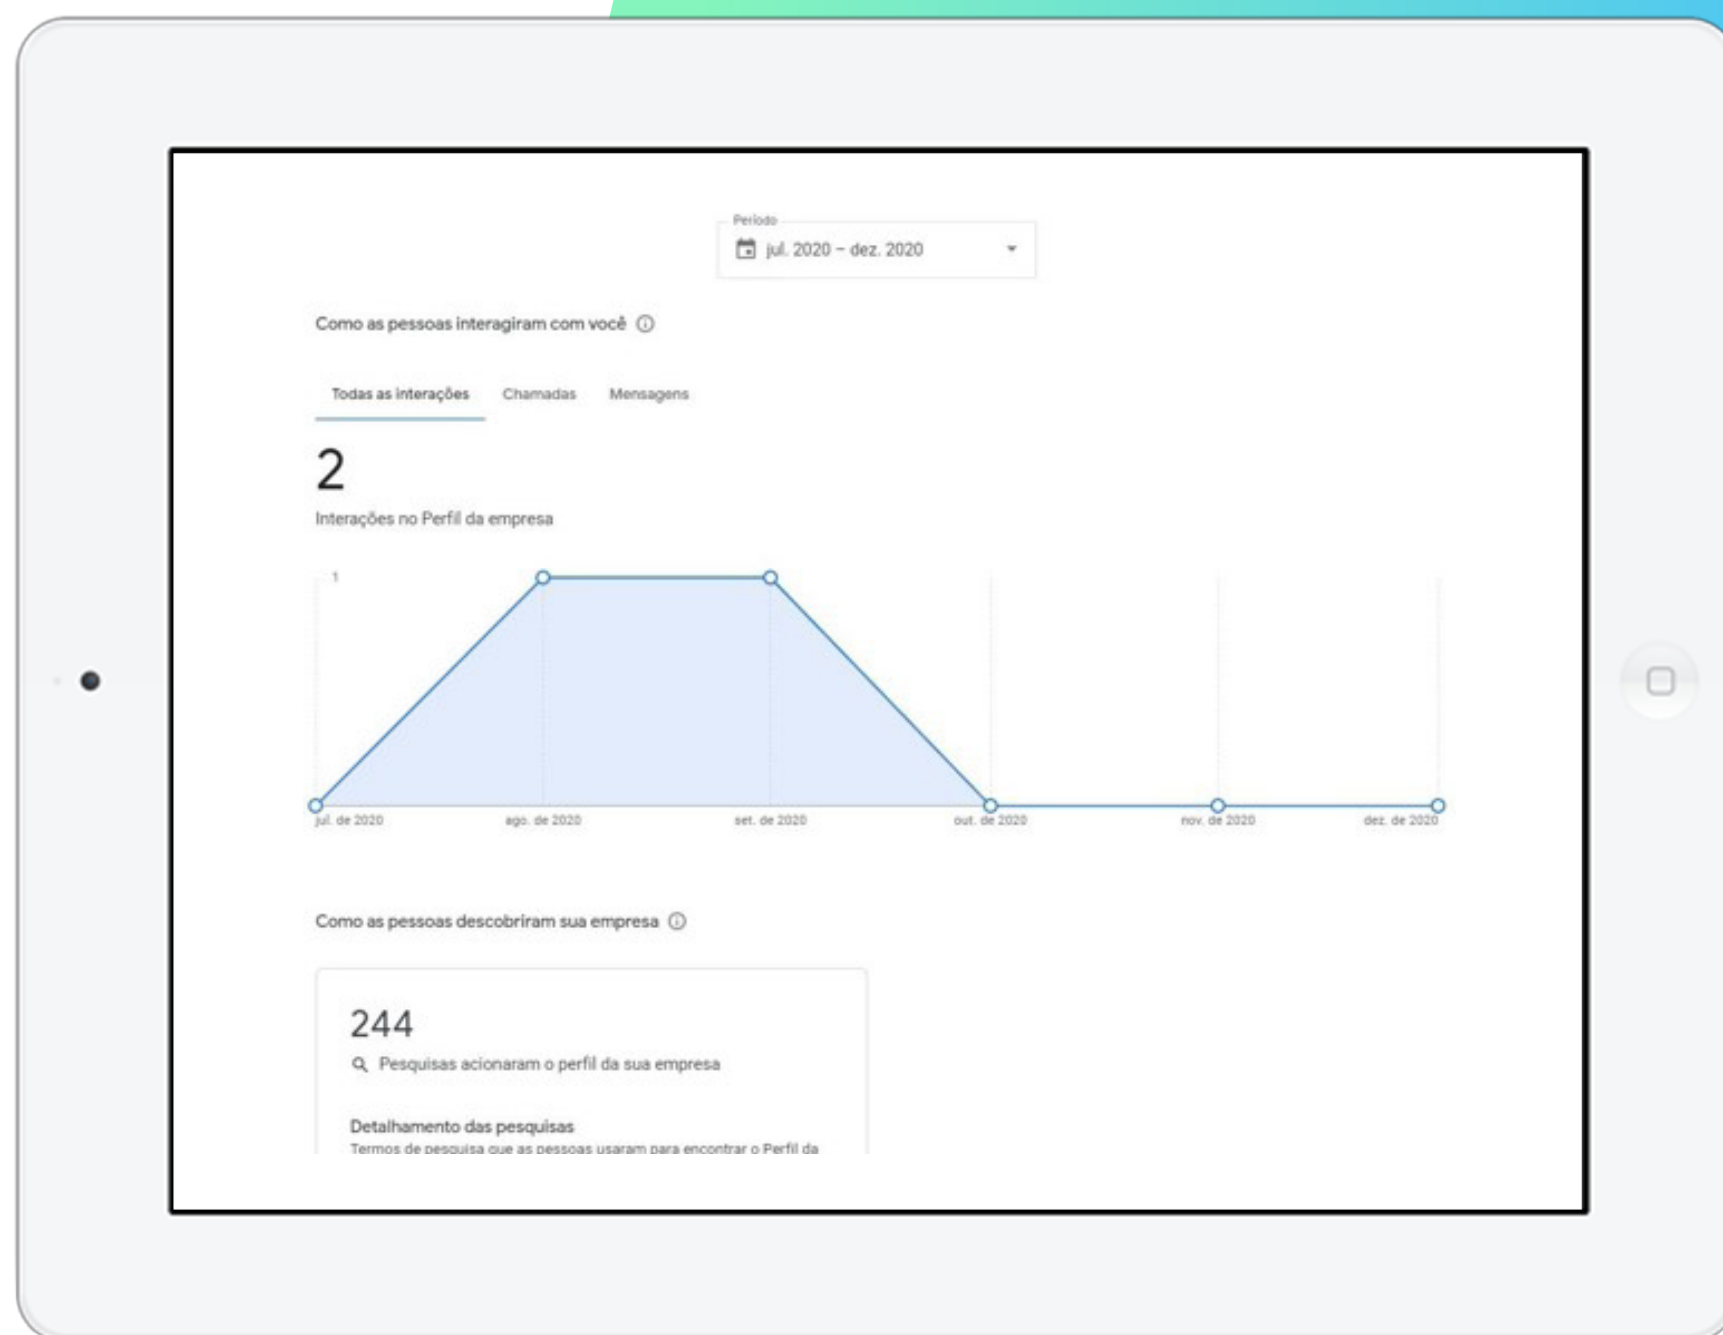 Período
jul. 2020 – dez. 2020
Como as pessoas interagiram com você
Todas as interações Chamadas Mensagens
2
Interações no Perfil da empresa
1
jul. de 2020 ago. de 2020 set. de 2020 out. de 2020 nov. de 2020 dez. de 2020
Como as pessoas descobriram sua empresa
244
Pesquisas acionaram o perfil da sua empresa
Detalhamento das pesquisas
Termos de pesquisa que as pessoas usaram para encontrar o Perfil da